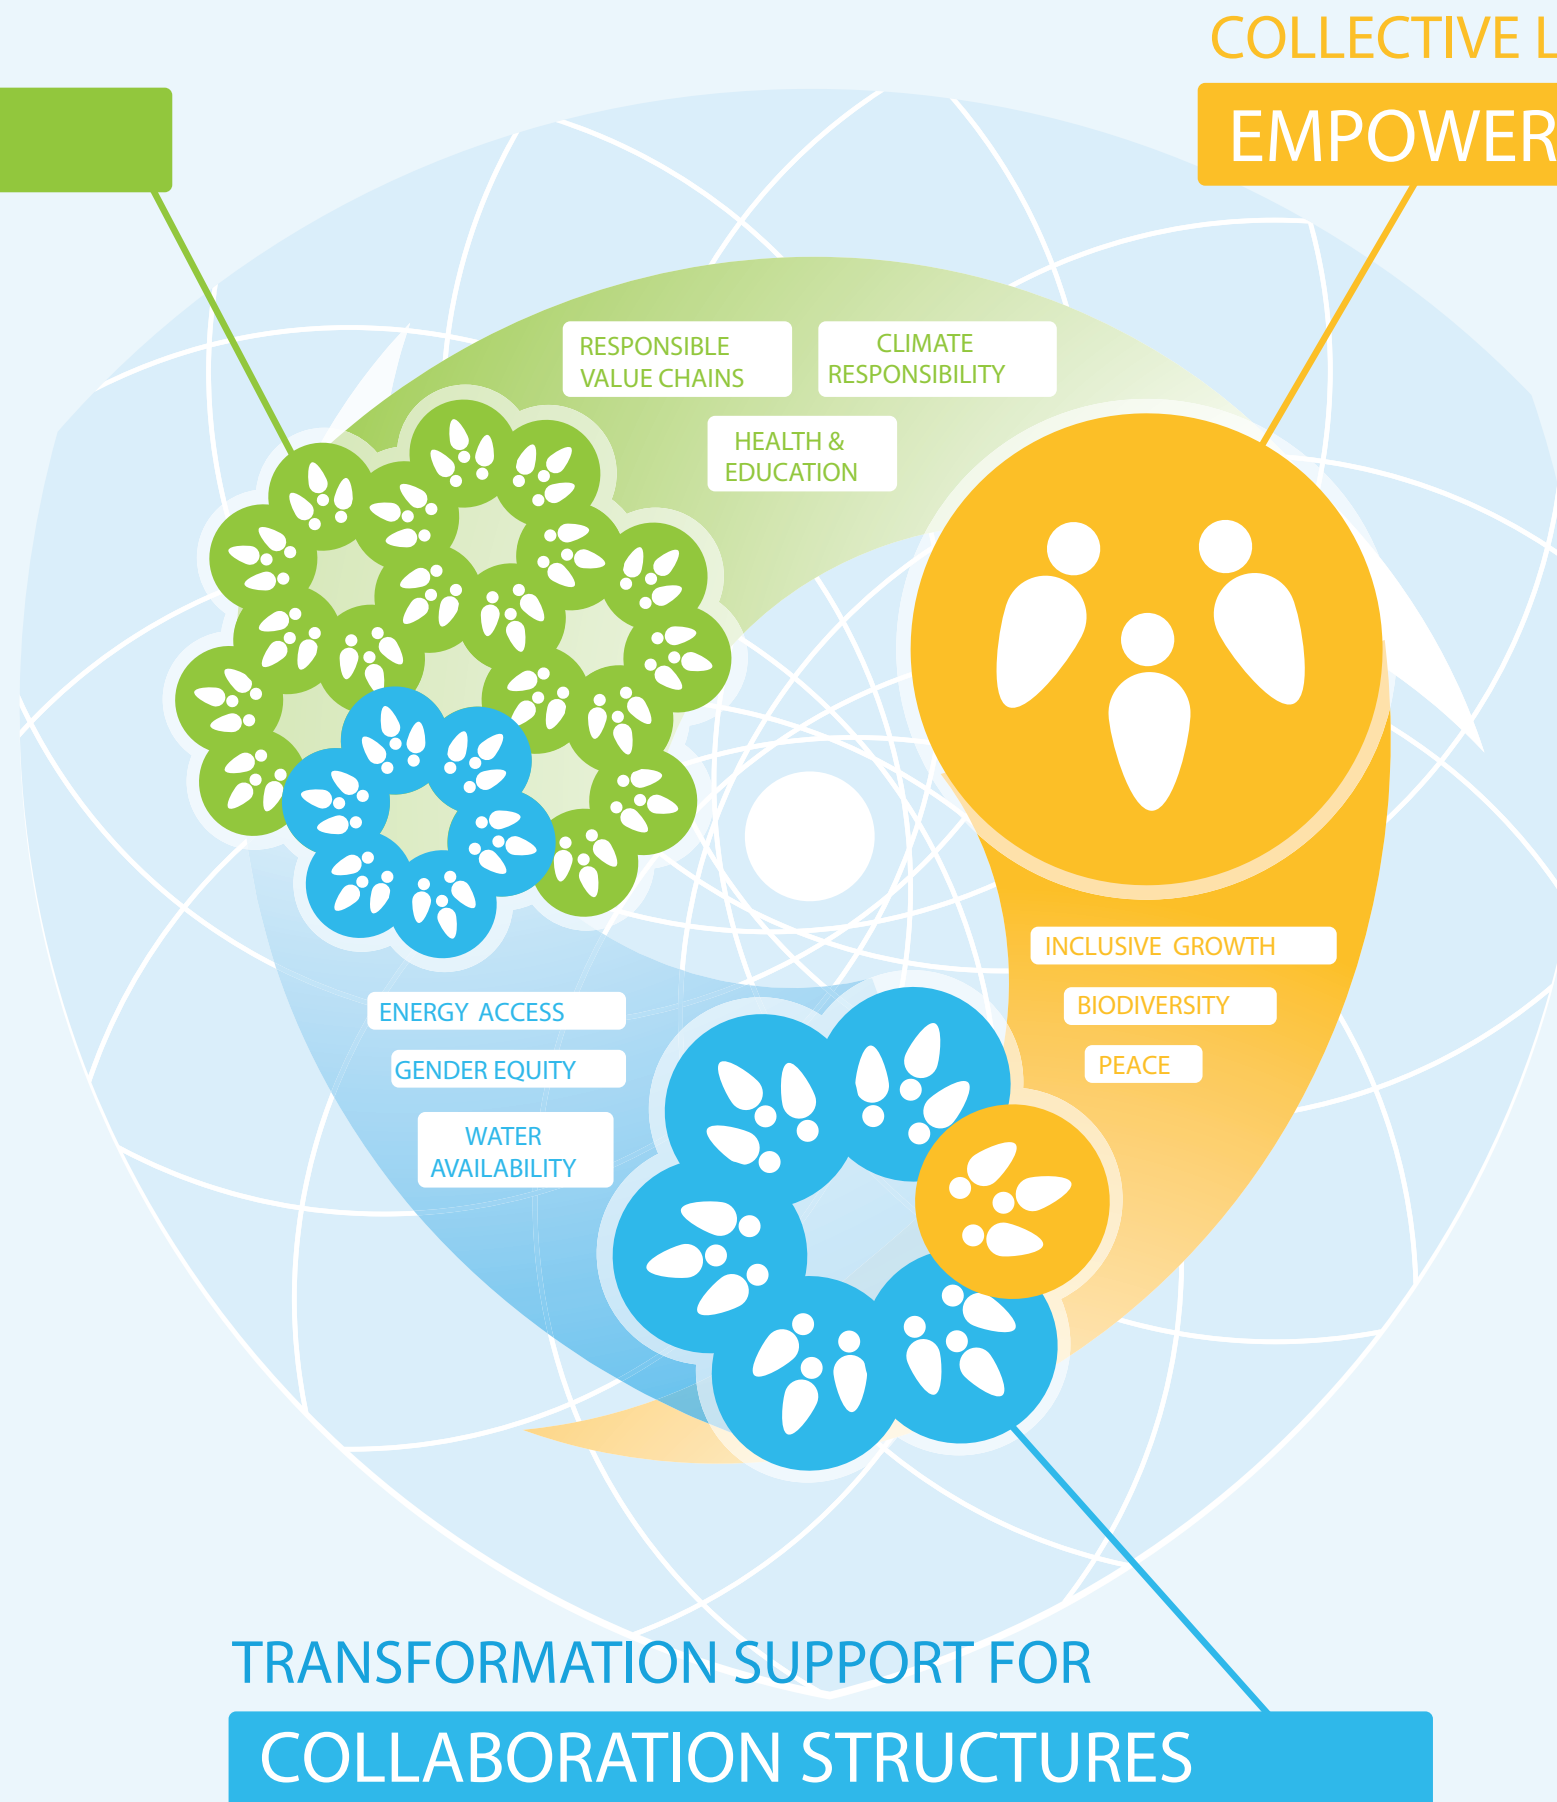 COLLECTIVE L
EMPOWER
RESPONSIBLE
VALUE CHAINS
CLIMATE
RESPONSIBILITY
HEALTH &
EDUCATION
INCLUSIVE GROWTH
BIODIVERSITY
PEACE
ENERGY ACCESS
GENDER EQUITY
WATER
AVAILABILITY
TRANSFORMATION SUPPORT FOR
COLLABORATION STRUCTURES